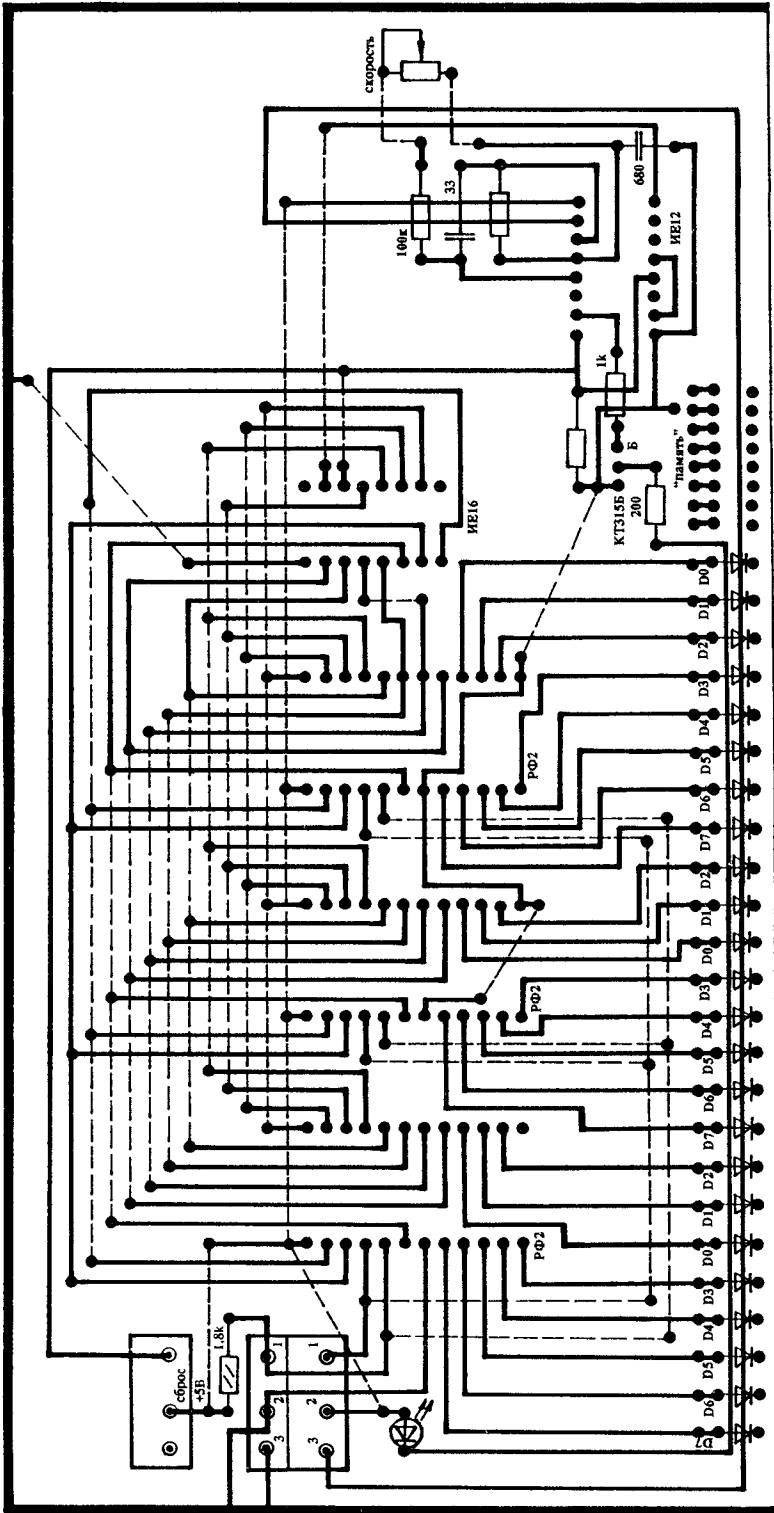 скорость
33
680
100к
ИЕ12
1k
Б
"память"
КТ315Б
200
ИЕ16
D0
D1
D2
D3
D4
РФ2
D5
D6
D7
D2
D1
D0
D3
РФ2
D4
D5
D6
D7
D2
D1
D0
РФ2
D3
D4
D5
D6
D7
сброс
+5В
1.8k
1
1
2
2
3
3